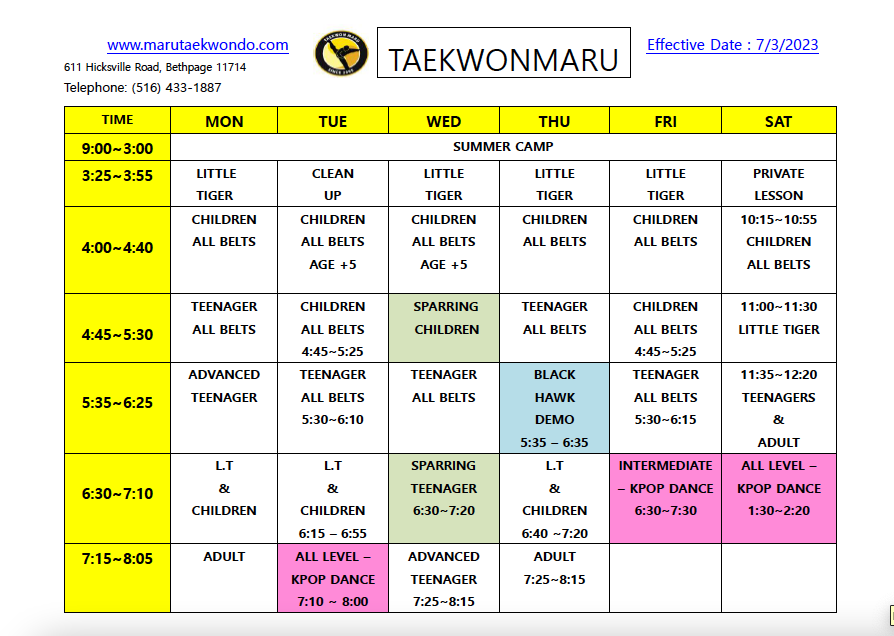 www.marutaekwondo.com
611 Hicksville Road, Bethpage 11714
Telephone: (516) 433-1887
TAEKWON MARU
SINCE
TAEKWONMARU
Effective Date : 7/3/2023
TIME MON TUE WED THU FRI SAT
9:00~3:00 SUMMER CAMP
3:25~3:55
LITTLE
TIGER
CLEAN
UP
LITTLE
TIGER
LITTLE
TIGER
LITTLE
TIGER
PRIVATE
LESSON
4:00~4:40
CHILDREN
ALL BELTS
CHILDREN
ALL BELTS
AGE +5
CHILDREN
ALL BELTS
AGE +5
CHILDREN
ALL BELTS
CHILDREN
ALL BELTS
10:15~10:55
CHILDREN
ALL BELTS
4:45~5:30
TEENAGER
ALL BELTS
CHILDREN
ALL BELTS
4:45~5:25
SPARRING
CHILDREN
TEENAGER
ALL BELTS
CHILDREN
ALL BELTS
4:45~5:25
11:00~11:30
LITTLE TIGER
5:35~6:25
ADVANCED
TEENAGER
TEENAGER
ALL BELTS
5:30~6:10
TEENAGER
ALL BELTS
BLACK
HAWK
DEMO
5:35 – 6:35
TEENAGER
ALL BELTS
5:30~6:15
11:35~12:20
TEENAGERS
&
ADULT
6:30~7:10
L.T
&
CHILDREN
L.T
&
CHILDREN
6:15 – 6:55
SPARRING
TEENAGER
6:30~7:20
L.T
&
CHILDREN
6:40 ~7:20
INTERMEDIATE
– KPOP DANCE
6:30~7:30
ALL LEVEL –
KPOP DANCE
1:30~2:20
7:15~8:05
ADULT
ALL LEVEL –
KPOP DANCE
7:10 ~ 8:00
ADVANCED
TEENAGER
7:25~8:15
ADULT
7:25~8:15